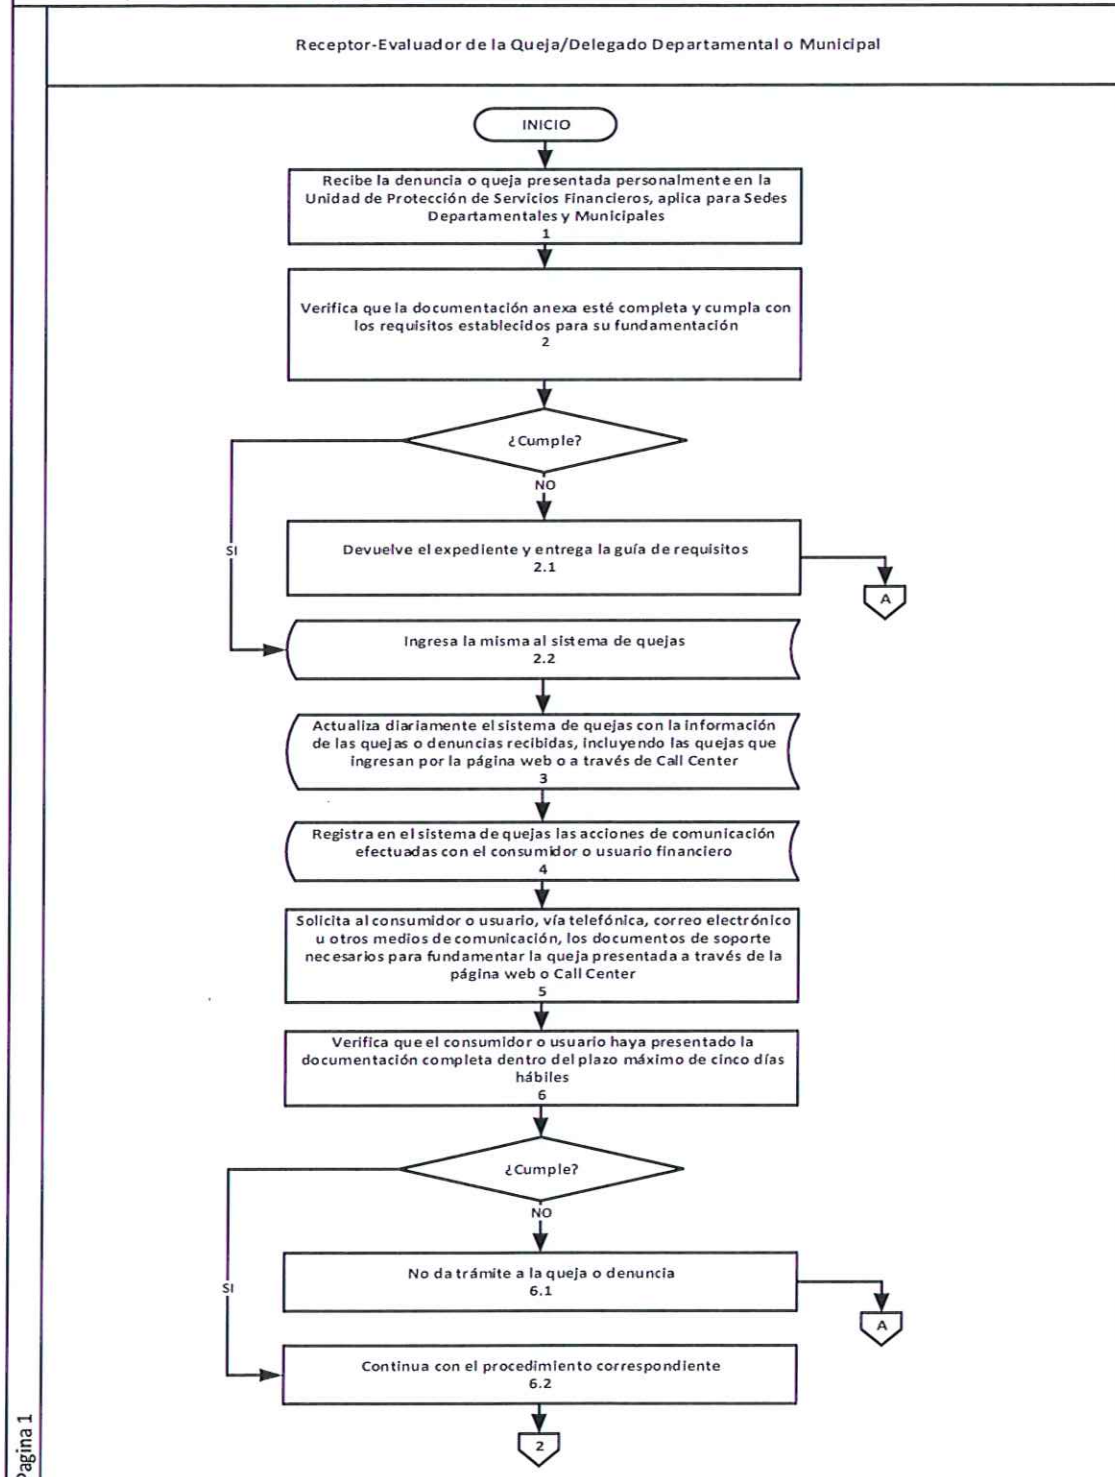 Receptor-Evaluador de la Queja/Delegado Departamental o Municipal
INICIO
Recibe la denuncia o queja presentada personalmente en la
Unidad de Protección de Servicios Financieros, aplica para Sedes
Departamentales y Municipales
1
Verifica que la documentación anexa esté completa y cumpla con
los requisitos establecidos para su fundamentación
2
¿Cumple?
NO
SI
Devuelve el expediente y entrega la guía de requisitos
2.1
A
Ingresa la misma al sistema de quejas
2.2
Actualiza diariamente el sistema de quejas con la información
de las quejas o denuncias recibidas, incluyendo las quejas que
ingresan por la página web o a través de Call Center
3
Registra en el sistema de quejas las acciones de comunicación
efectuadas con el consumidor o usuario financiero
4
Solicita al consumidor o usuario, vía telefónica, correo electrónico
u otros medios de comunicación, los documentos de soporte
necesarios para fundamentar la queja presentada a través de la
página web o Call Center
5
Verifica que el consumidor o usuario haya presentado la
documentación completa dentro del plazo máximo de cinco días
hábiles
6
¿Cumple?
NO
SI
No da trámite a la queja o denuncia
6.1
A
Continua con el procedimiento correspondiente
6.2
2
Pagina 1